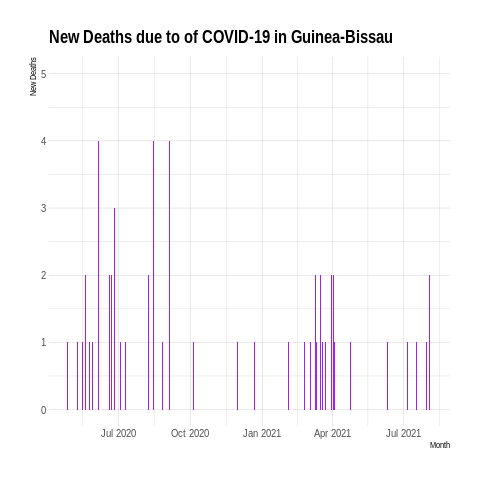 New Deaths due to of COVID-19 in Guinea-Bissau
New Deaths
5
4
3
2
1
0
Jul 2020 Oct 2020 Jan 2021 Apr 2021 Jul 2021
Month